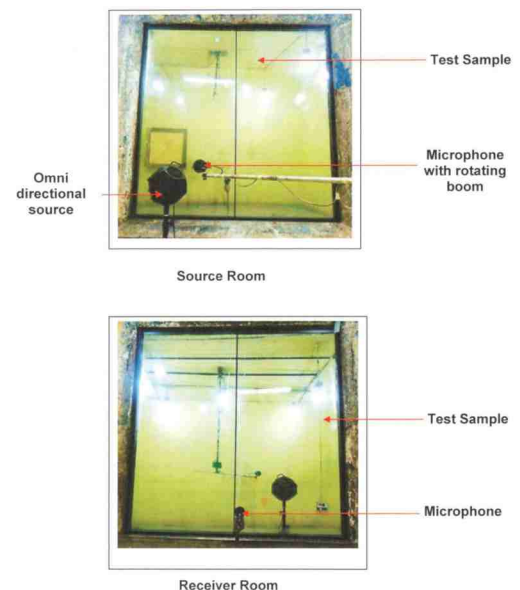 Test Sample
Microphone
with rotating
boom
Omni
directional
source
Source Room
Test Sample
Microphone
Receiver Room